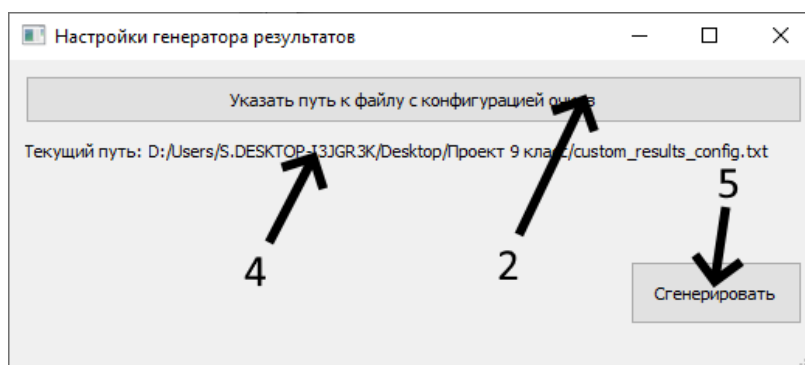 Настройки генератора результатов
Указать путь к файлу с конфигурацией
Текущий путь: D:/Users/S.DESKTOP-I3JGR3K/Desktop/Проект 9 класс/custom_results_config.txt
5
4
2
Сгенерировать